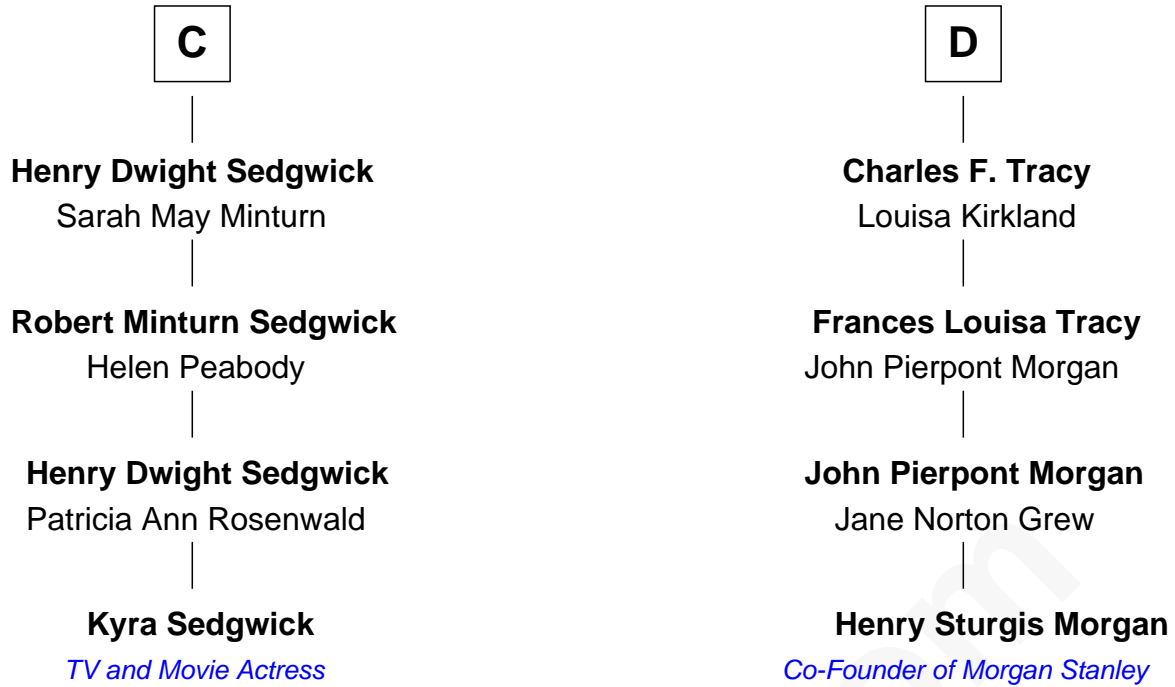 C
Henry Dwight Sedgwick
Sarah May Minturn
Robert Minturn Sedgwick
Helen Peabody
Henry Dwight Sedgwick
Patricia Ann Rosenwald
Kyra Sedgwick
TV and Movie Actress
D
Charles F. Tracy
Louisa Kirkland
Frances Louisa Tracy
John Pierpont Morgan
John Pierpont Morgan
Jane Norton Grew
Henry Sturgis Morgan
Co-Founder of Morgan Stanley